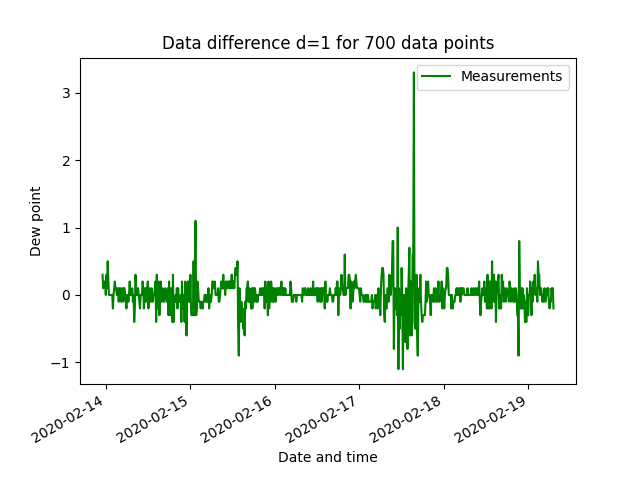 Data difference d=1 for 700 data points
Measurements
3
2
1
0
−1
Dew point
2020-02-14
2020-02-15
2020-02-16
2020-02-17
2020-02-18
2020-02-19
Date and time